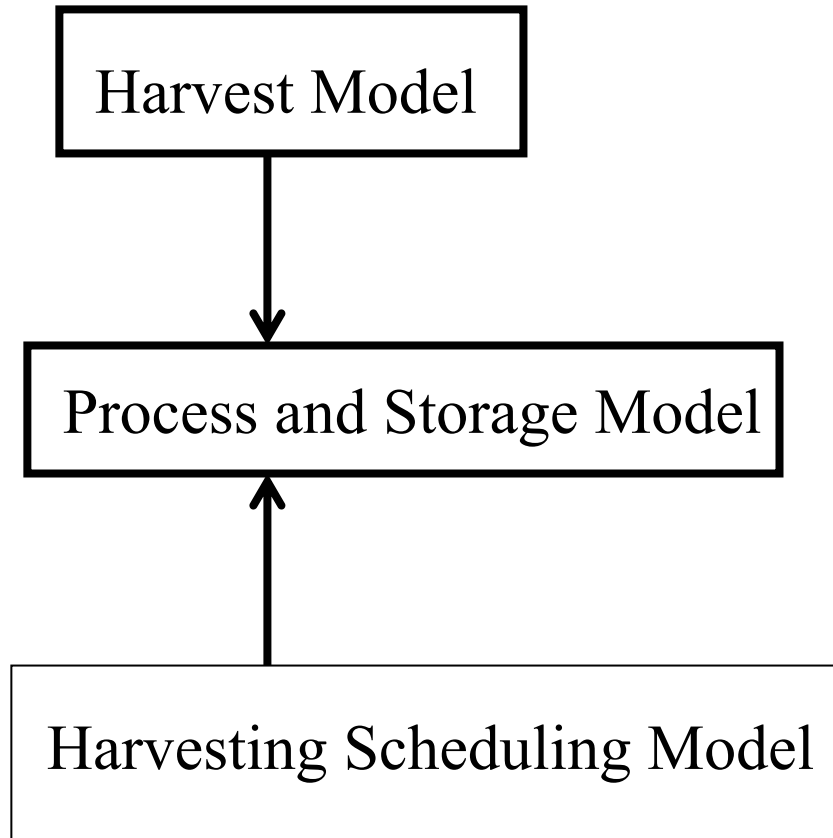 Harvest Model
Process and Storage Model
Harvesting Scheduling Model